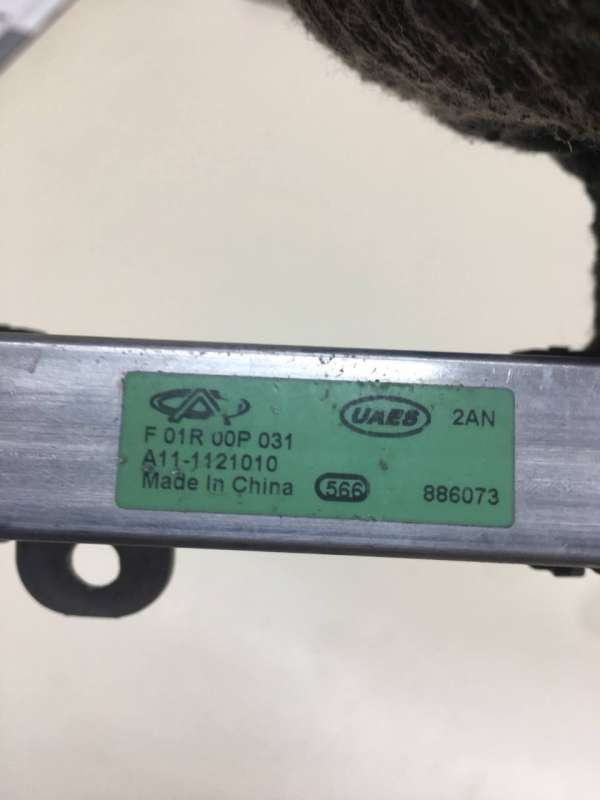 UAES 2AN
F 01R 00P 031
A11-1121010
Made In China 566 886073